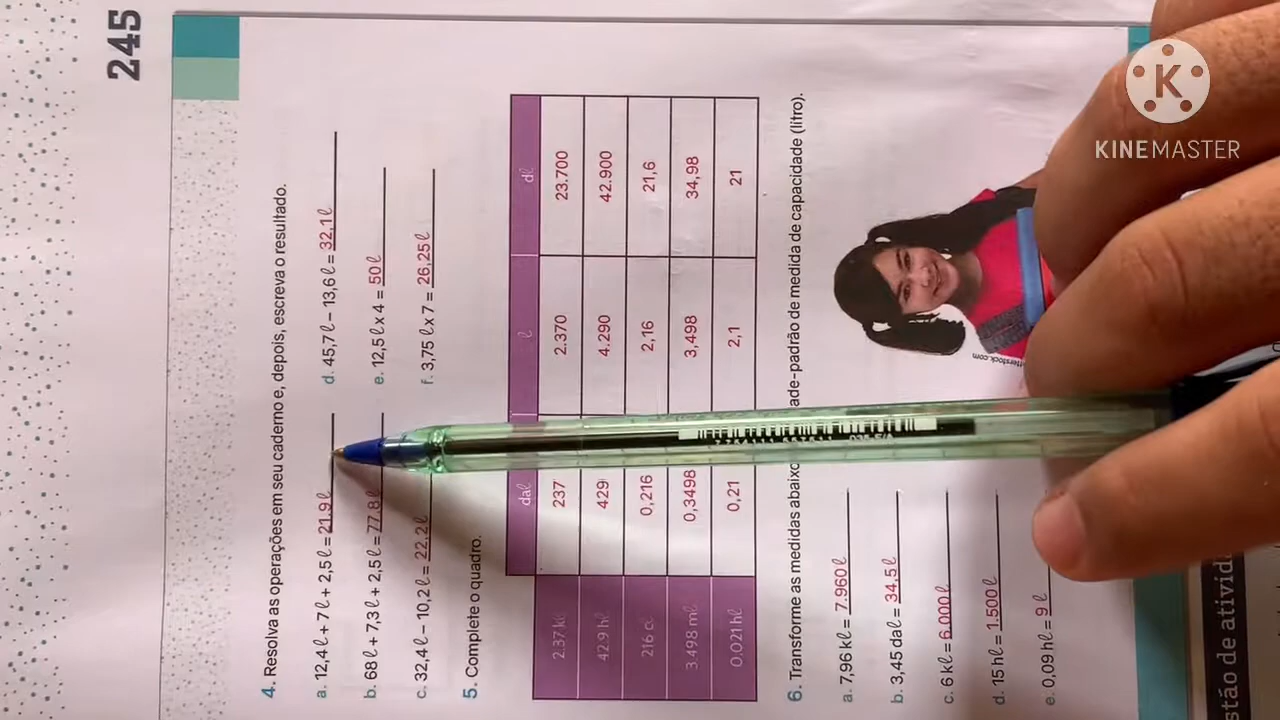 245
4. Resolva as operações em seu caderno e, depois, escreva o resultado.
a. 12,4 ℓ + 7 ℓ + 2,5 ℓ = 21,9 ℓ
b. 68 ℓ + 7,3 ℓ + 2,5 ℓ = 77,8 ℓ
c. 32,4 ℓ – 10,2 ℓ = 22,2 ℓ
d. 45,7 ℓ – 13,6 ℓ = 32,1 ℓ
e. 12,5 ℓ x 4 = 50 ℓ
f. 3,75 ℓ x 7 = 26,25 ℓ
5. Complete o quadro.
daℓ ℓ dℓ
2,37 kℓ 237 2.370 23.700
42,9 hℓ 429 4.290 42.900
216 cℓ 0,216 2,16 21,6
3.498 mℓ 0,3498 3,498 34,98
0,021 hℓ 0,21 2,1 21
6. Transforme as medidas abaixo ade-padrão de medida de capacidade (litro).
a. 7,96 kℓ = 7.960 ℓ
b. 3,45 daℓ = 34,5 ℓ
c. 6 kℓ = 6.000 ℓ
d. 15 hℓ = 1.500 ℓ
e. 0,09 hℓ = 9 ℓ
tterstock.com
stão de ativid
KINEMASTER